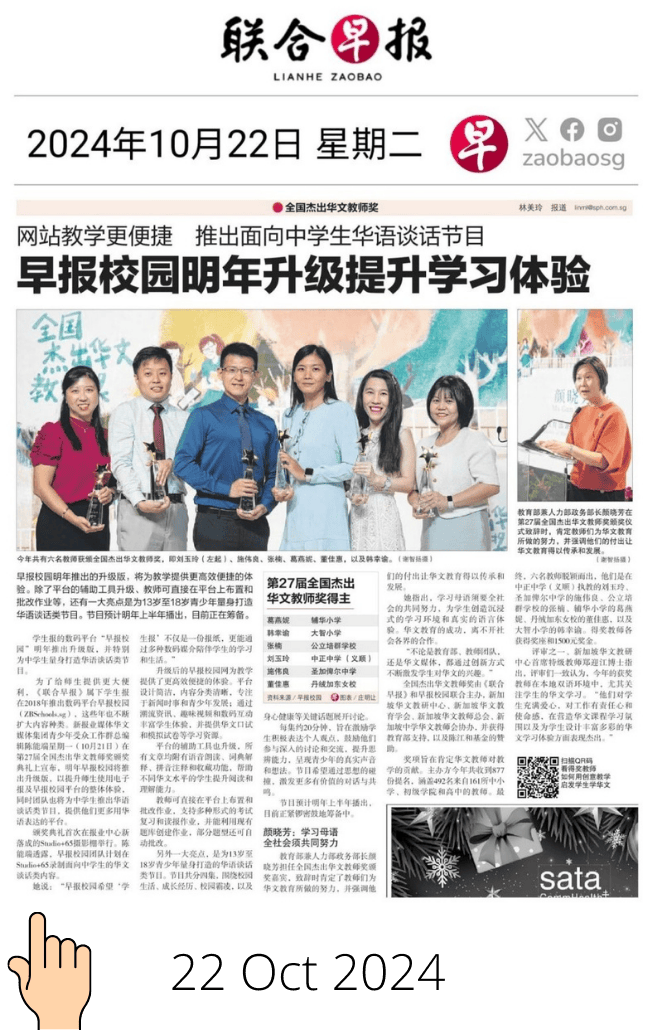 联合早报
LIANHE ZAOBAO
2024年10月22日 星期二
早
zaobaosg
全国杰出华文教师奖
林美玲 报道
网站教学更便捷 推出面向中学生华语谈话节目
早报校园明年升级提升学习体验
全国
杰出华文
教师奖
颜晓
今年共有六名教师获颁全国杰出华文教师奖，即刘玉玲（左起）、施伟良、张楠、葛燕妮、董佳惠，以及韩幸谕。（谢智扬摄）
教育部兼人力部政务部长颜晓芳在
第27届全国杰出华文教师奖颁奖仪
式致辞时，肯定教师们为华文教育
所做的努力，并强调他们的付出让
华文教育得以传承和发展。
（谢智扬摄）
早报校园明年推出的升级版，将为教学提供更高效便捷的体
验。除了平台的辅助工具升级、教师可直接在平台上布置和
批改作业等，还有一大亮点是为13岁至18岁青少年量身打造
华语谈话类节目。节目预计明年上半年播出，目前正在筹备。
学生报的数码平台“早报校
园”明年推出升级版，并特别
为中学生量身打造华语谈话类节
目。
为了给师生提供更大便
利，《联合早报》属下学生报
在2018年推出数码平台早报校园
（ZBSchools.sg），这些年也不断
扩大内容种类。新报业媒体华文
媒体集团青少年受众工作群总编
辑陈能端星期一（10月21日）在
第27届全国杰出华文教师奖颁奖
典礼上宣布，明年早报校园将推
出升级版，以提升师生使用电子
报及早报校园平台的整体体验，
同时团队也将为中学生推出华语
谈话类节目，提供他们更多用华
语表达的平台。
颁奖典礼首次在报业中心新
落成的Studio+65摄影棚举行。陈
能端透露，早报校园团队计划在
Studio+65录制面向中学生的华文
谈话类内容。
她说：“早报校园希望‘学
生报’不仅是一份报纸，更能通
过多种数码媒介陪伴学生的学习
和生活。”
升级后的早报校园网为教学
提供了更高效便捷的体验。平台
设计简洁，内容分类清晰，专注
于新闻时事和青少年发展；通过
潮流资讯、趣味视频和数码互动
丰富学生体验，并提供华文口试
和模拟试卷等学习资源。
平台的辅助工具也升级，所
有文章均附有语音朗读、词典解
释、拼音注释和收藏功能，帮助
不同华文水平的学生提升阅读和
理解能力。
教师可直接在平台上布置和
批改作业，支持多种形式的考试
复习和读报作业，并能利用现有
题库创建作业，部分题型还可自
动批改。
另外一大亮点，是为13岁至
18岁青少年量身打造的华语谈话
类节目。节目共分四集，围绕校园
生活、成长经历、校园霸凌，以及
第27届全国杰出
华文教师奖得主
葛燕妮 辅华小学
韩幸谕 大智小学
张楠 公立培群学校
刘玉玲 中正中学（义顺）
施伟良 圣加俾尔中学
董佳惠 丹绒加东女校
资料来源／早报校园 图表／庄明让
身心健康等关键话题展开讨论。
每集约20分钟，旨在激励学
生积极表达个人观点，鼓励他们
参与深入的讨论和交流，提升思
辨能力，呈现青少年的真实声音
和想法。节目希望通过思想的碰
撞，激发更多有价值的对话与共
鸣。
节目预计明年上半年播出，
目前正紧锣密鼓地筹备中。
颜晓芳：学习母语
全社会须共同努力
教育部兼人力部政务部长颜
晓芳担任全国杰出华文教师奖颁
奖嘉宾，致辞时肯定了教师们为
华文教育所做的努力，并强调他
们的付出让华文教育得以传承和
发展。
她指出，学习母语须要全社
会的共同努力，为学生创造沉浸
式的学习环境和真实的语言体
验。华文教育的成功，离不开社
会各界的合作。
“不论是教育部、教师团队，
还是华文媒体，都通过创新方式
不断激发学生对华文的兴趣。”
全国杰出华文教师奖由《联合
早报》和早报校园联合主办，新加
坡华文教研中心、新加坡华文教
育学会、新加坡华文教师总会、新
加坡中学华文教师会协办，并获得
教育部支持，以及陈江和基金的赞
助。
奖项旨在肯定华文教师对教
学的贡献。主办方今年共收到877
份提名，涵盖492名来自161所中小
学、初级学院和高中的教师。最
终，六名教师脱颖而出，他们是在
中正中学（义顺）执教的刘玉玲、
圣加俾尔中学的施伟良、公立培
群学校的张楠、辅华小学的葛燕
妮、丹绒加东女校的董佳惠，以及
大智小学的韩幸谕。得奖教师各
获得奖座和1500元奖金。
评审之一、新加坡华文教研
中心首席特级教师郑迎江博士指
出，评审们一致认为，今年的获奖
教师在本地双语环境中，尤其关
注学生的华文学习。“他们对学
生充满爱心，对工作有责任心和
使命感，在营造华文课程学习氛
围以及为学生设计丰富多彩的华
文学习体验方面表现杰出。”
扫描QR码
看得奖教师
如何用创意教学
启发学生学华文
sata
CommHealth
22 Oct 2024